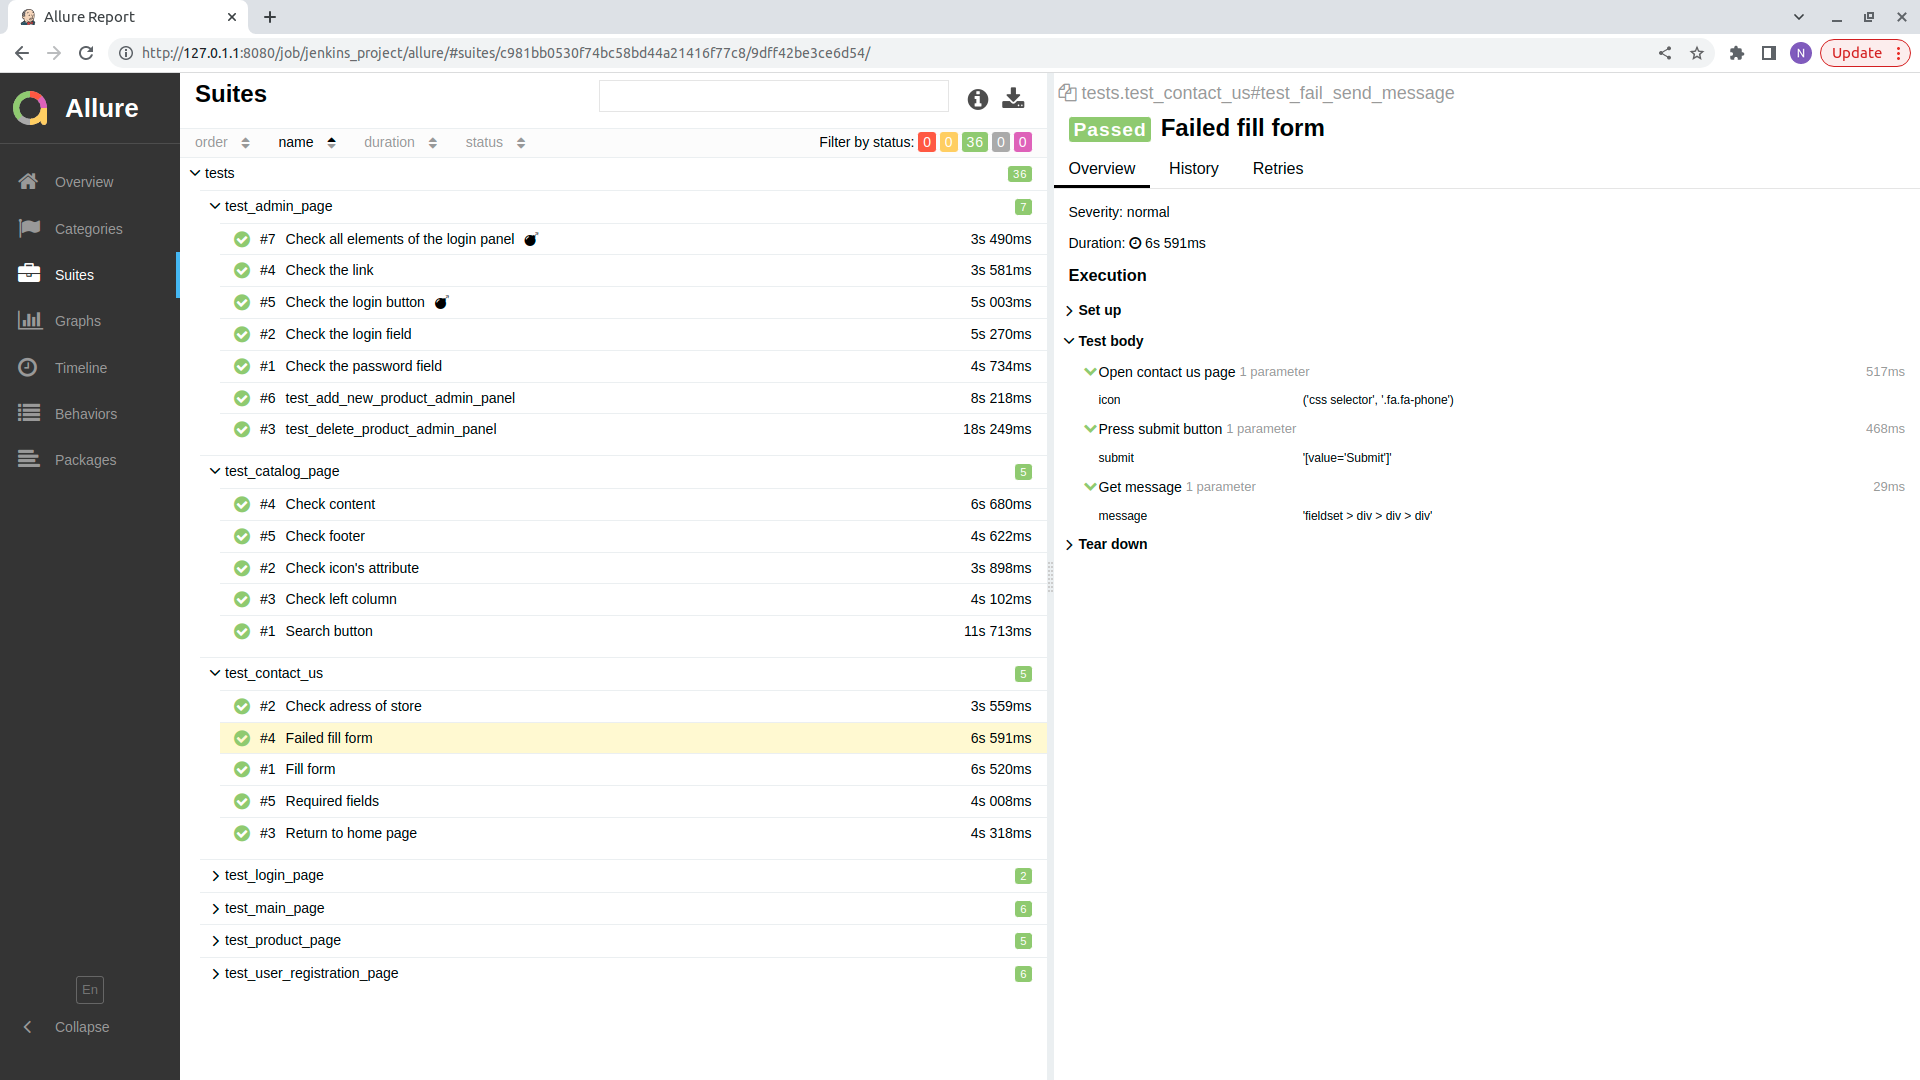 Allure Report
http://127.0.1.1:8080/job/jenkins_project/allure/#suites/c981bb0530f74bc58bd44a21416f77c8/9dff42be3ce6d54/
N
Update
Allure
Overview
Categories
Suites
Graphs
Timeline
Behaviors
Packages
En
Collapse
Suites
order name duration status Filter by status: 0 0 36 0 0
tests 36
test_admin_page 7
#7 Check all elements of the login panel 3s 490ms
#4 Check the link 3s 581ms
#5 Check the login button 5s 003ms
#2 Check the login field 5s 270ms
#1 Check the password field 4s 734ms
#6 test_add_new_product_admin_panel 8s 218ms
#3 test_delete_product_admin_panel 18s 249ms
test_catalog_page 5
#4 Check content 6s 680ms
#5 Check footer 4s 622ms
#2 Check icon's attribute 3s 898ms
#3 Check left column 4s 102ms
#1 Search button 11s 713ms
test_contact_us 5
#2 Check adress of store 3s 559ms
#4 Failed fill form 6s 591ms
#1 Fill form 6s 520ms
#5 Required fields 4s 008ms
#3 Return to home page 4s 318ms
test_login_page 2
test_main_page 6
test_product_page 5
test_user_registration_page 6
tests.test_contact_us#test_fail_send_message
Passed Failed fill form
Overview History Retries
Severity: normal
Duration: 6s 591ms
Execution
Set up
Test body
Open contact us page 1 parameter 517ms
icon ('css selector', '.fa.fa-phone')
Press submit button 1 parameter 468ms
submit '[value='Submit']'
Get message 1 parameter 29ms
message 'fieldset > div > div > div'
Tear down